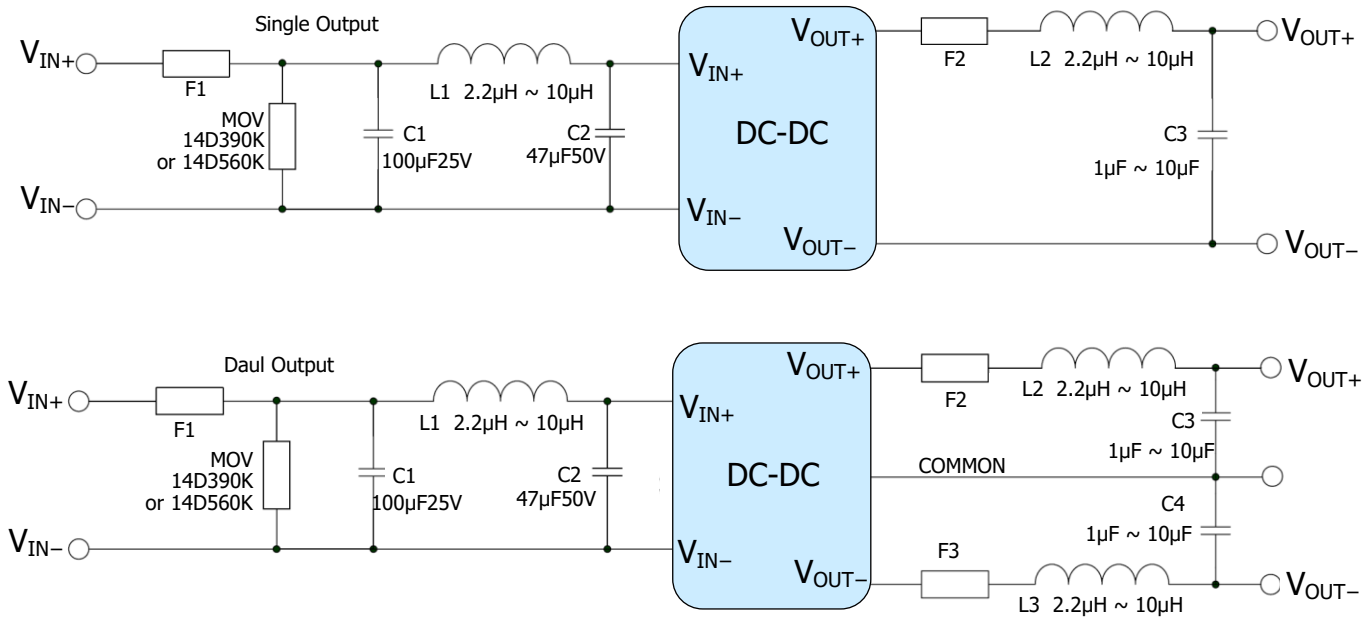 Single Output
VIN+
F1
MOV
14D390K
or 14D560K
C1
100µF25V
L1 2.2µH ~ 10µH
C2
47µF50V
VIN−
VIN+
DC-DC
VIN−
VOUT+
VOUT−
F2
L2 2.2µH ~ 10µH
C3
1µF ~ 10µF
VOUT+
VOUT−
Daul Output
VIN+
F1
MOV
14D390K
or 14D560K
C1
100µF25V
L1 2.2µH ~ 10µH
C2
47µF50V
VIN−
VIN+
DC-DC
VIN−
VOUT+
VOUT−
F2
L2 2.2µH ~ 10µH
C3
1µF ~ 10µF
COMMON
C4
1µF ~ 10µF
F3
L3 2.2µH ~ 10µH
VOUT+
VOUT−